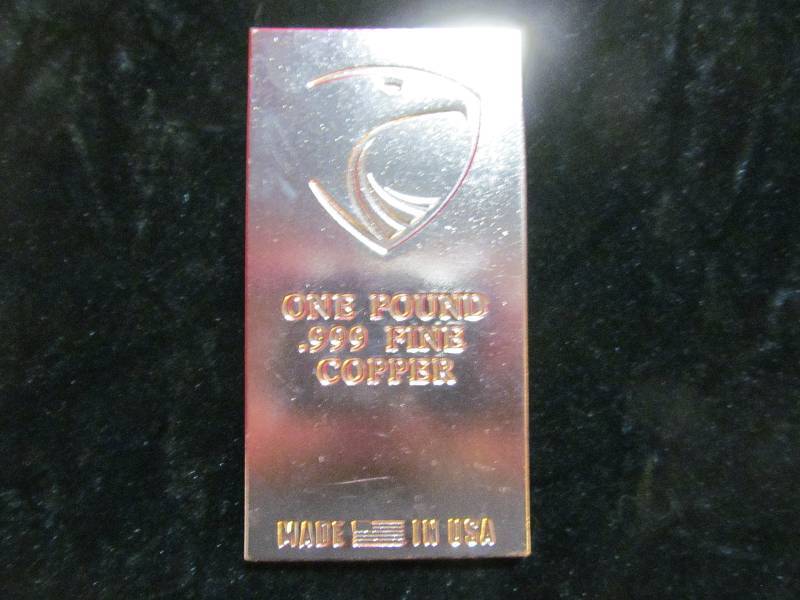 ONE POUND
.999 FINE
COPPER
MADE IN USA